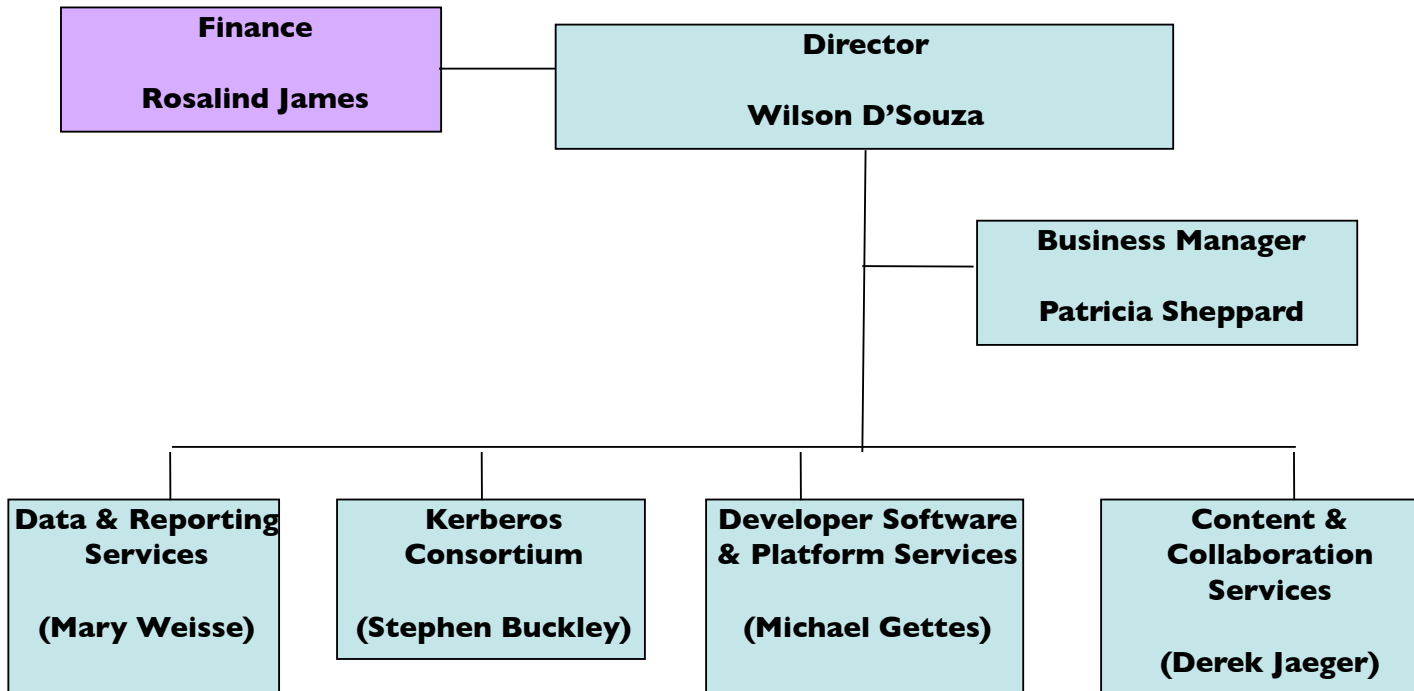 Finance
Rosalind James
Director
Wilson D’Souza
Business Manager
Patricia Sheppard
Data & Reporting
Services
(Mary Weisse)
Kerberos
Consortium
(Stephen Buckley)
Developer Software
& Platform Services
(Michael Gettes)
Content &
Collaboration
Services
(Derek Jaeger)